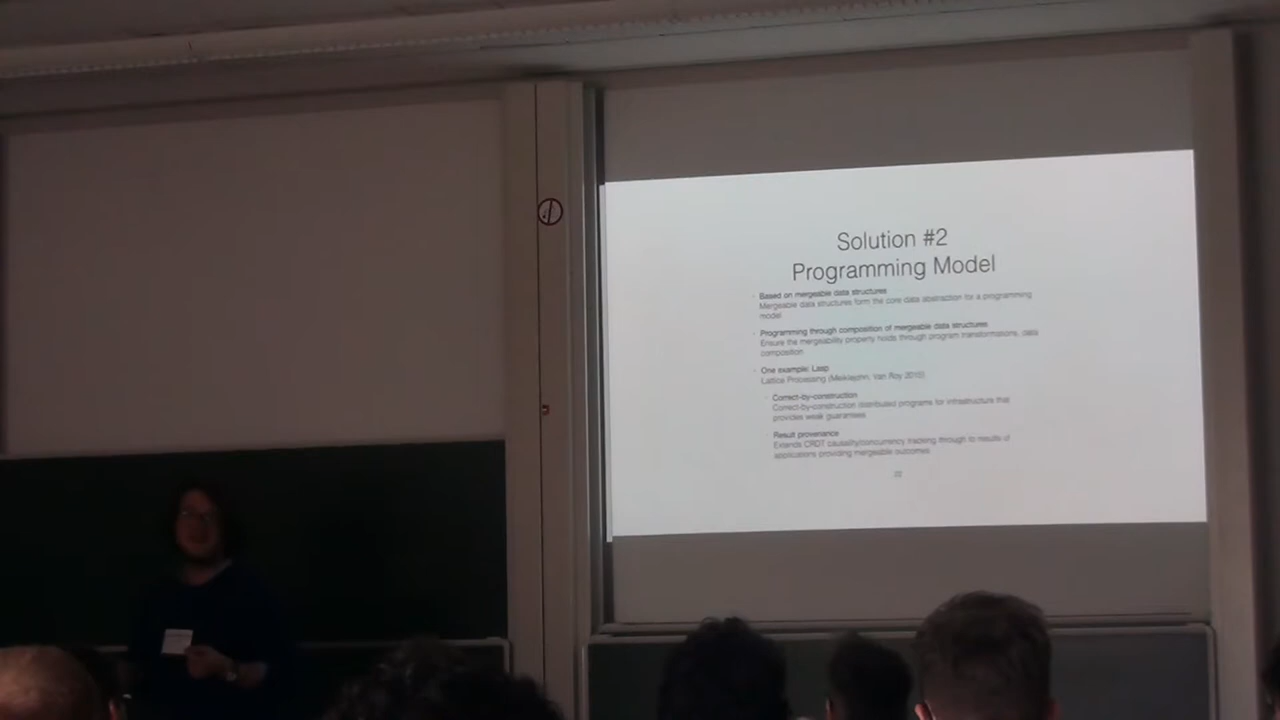 Solution #2
Programming Model
Based on mergeable data structures
Mergeable data structures form the core data abstraction for a programming
model
Programming through composition of mergeable data structures
Ensure the mergeability property holds through program transformations, data
composition
One example: Lasp
Lattice Processing (Meiklejohn, Van Roy 2015)
Correct-by-construction
Correct-by-construction distributed programs for infrastructure that
provides weak guarantees
Result provenance
Extends CRDT causality/concurrency tracking through to results of
applications providing mergeable outcomes